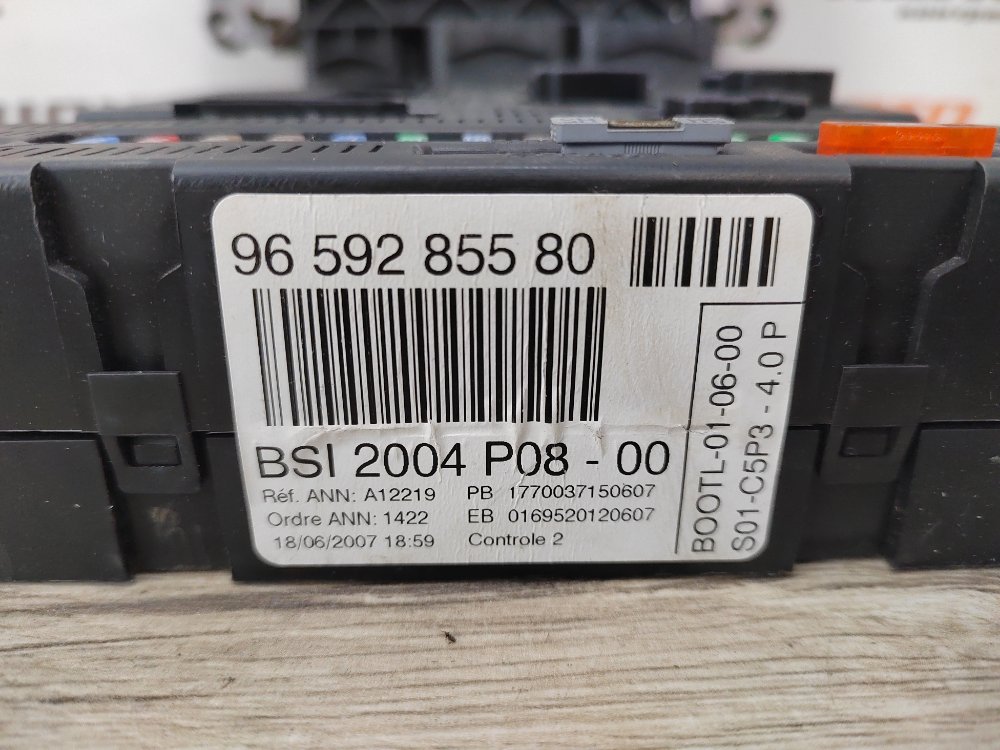 96 592 855 80
BSI 2004 P08 - 00
Réf. ANN: A12219 PB 1770037150607
Ordre ANN: 1422 EB 0169520120607
18/06/2007 18:59 Controle 2
BOOTL-01-06-00
S01-C5P3 - 4.0 P